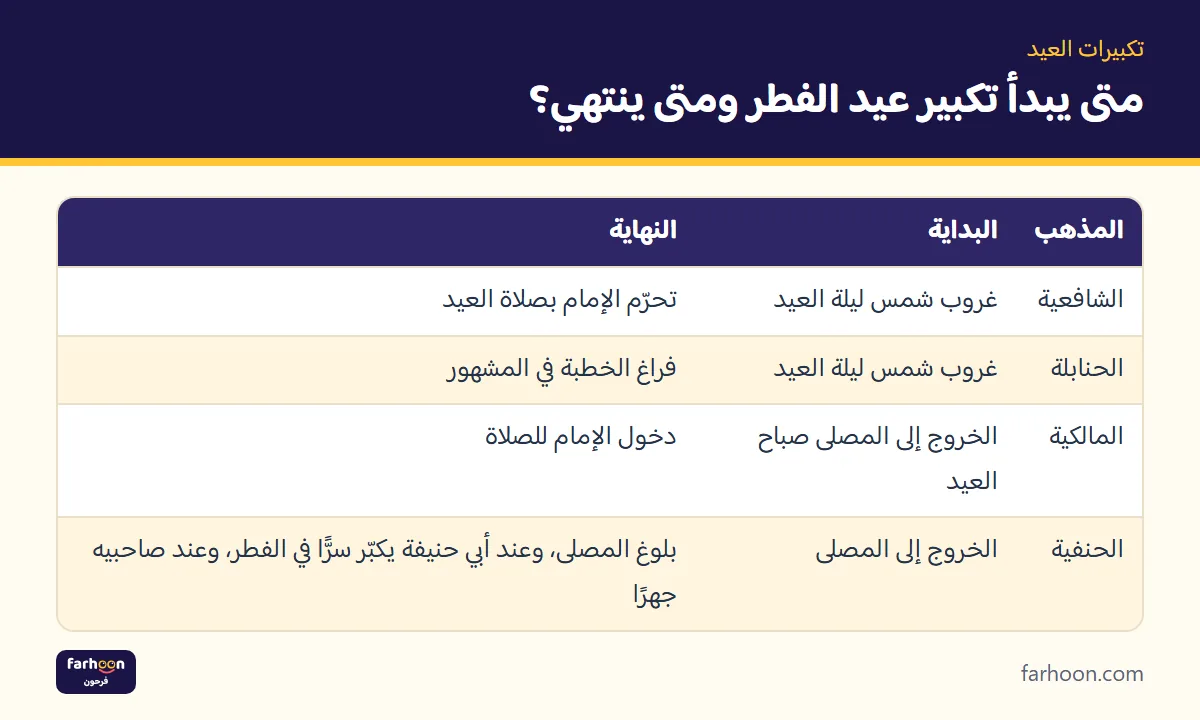 تكبيرات العيد
متى يبدأ تكبير عيد الفطر ومتى ينتهي؟
المذهب البداية النهاية
الشافعية غروب شمس ليلة العيد تحرّم الإمام بصلاة العيد
الحنابلة غروب شمس ليلة العيد فراغ الخطبة في المشهور
المالكية الخروج إلى المصلى صباح دخول الإمام للصلاة
العيد
الحنفية الخروج إلى المصلى بلوغ المصلى، وعند أبي حنيفة يكبّر سرًّا في الفطر، وعند صاحبيه
جهرًا
farhoon.com
farhoon
فرحون